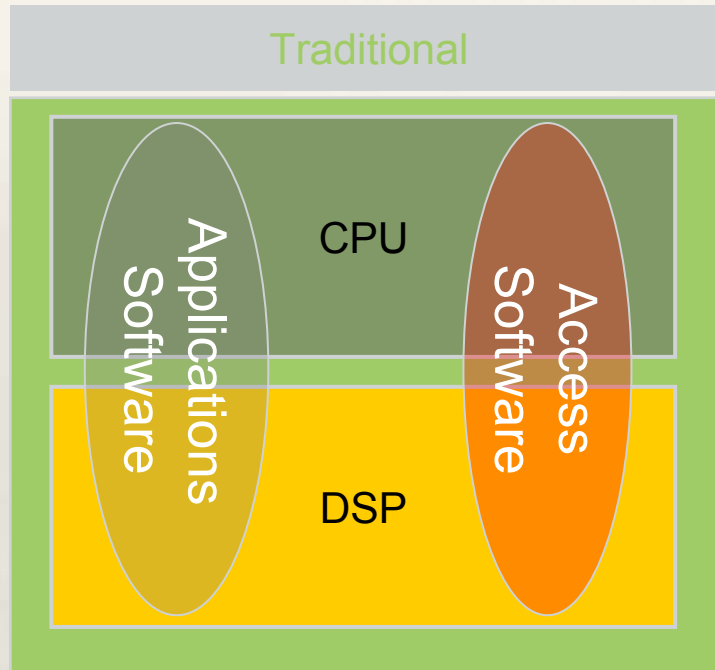 Traditional
CPU
Applications
Software
Access
Software
DSP